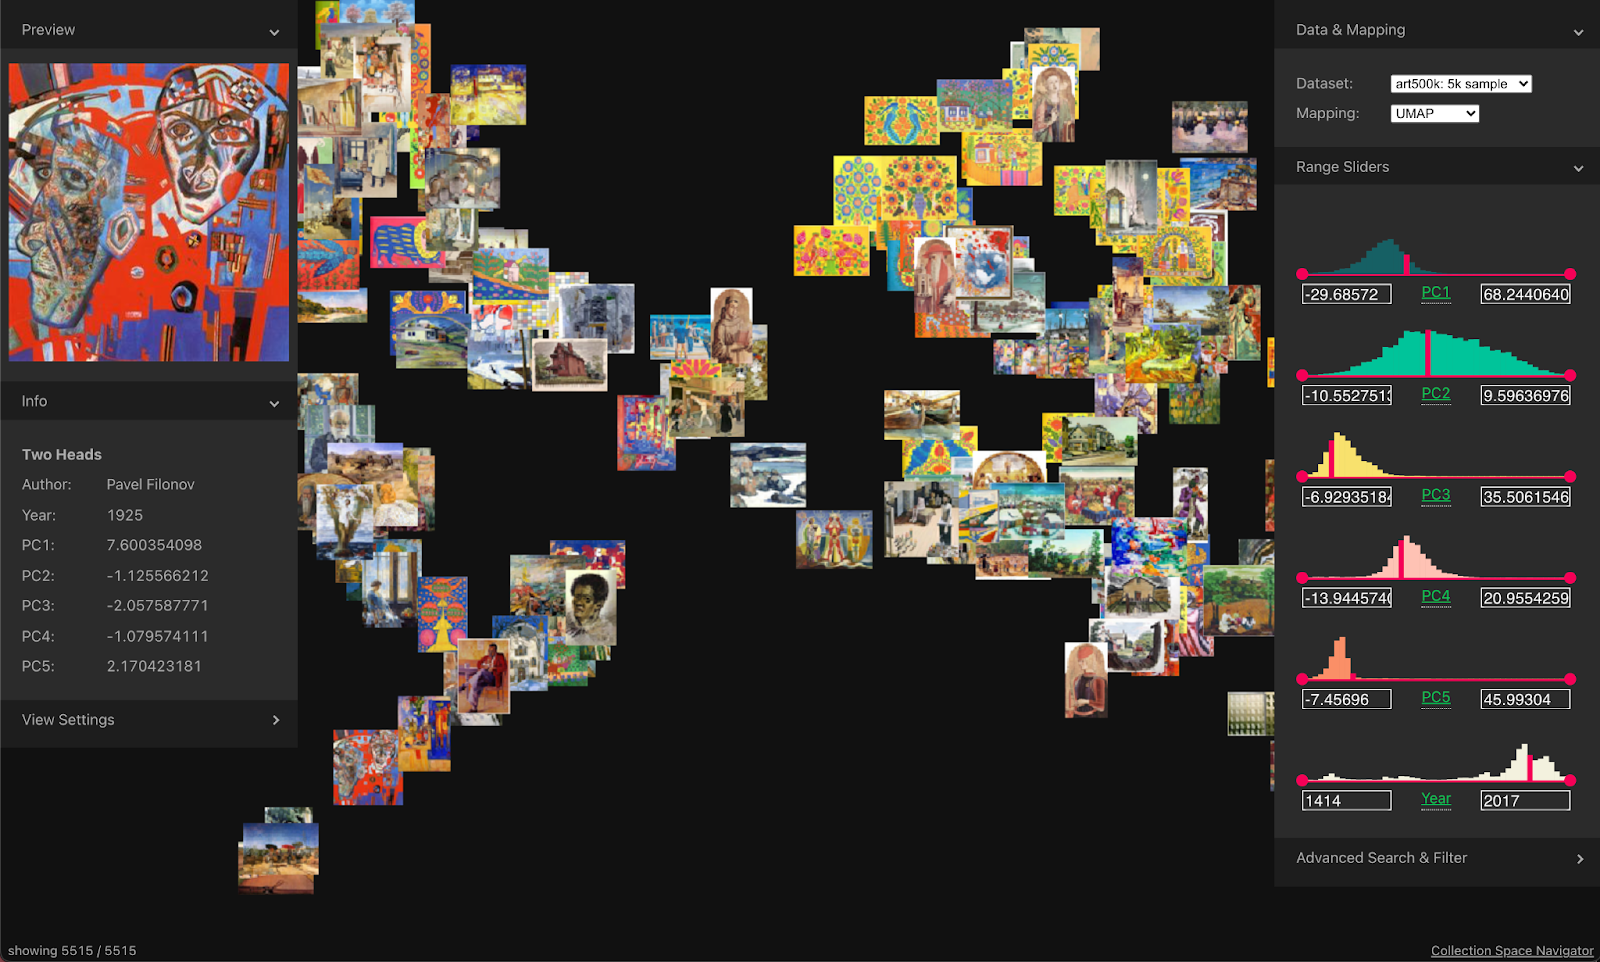 Preview
Info
Two Heads
Author: Pavel Filonov
Year: 1925
PC1: 7.600354098
PC2: -1.125566212
PC3: -2.057587771
PC4: -1.079574111
PC5: 2.170423181
View Settings
showing 5515 / 5515
Data & Mapping
Dataset: art500k: 5k sample
Mapping: UMAP
Range Sliders
-29.68572 PC1 68.2440640
-10.5527513 PC2 9.59636976
-6.92935184 PC3 35.5061546
-13.9445740 PC4 20.9554259
-7.45696 PC5 45.99304
1414 Year 2017
Advanced Search & Filter
Collection Space Navigator